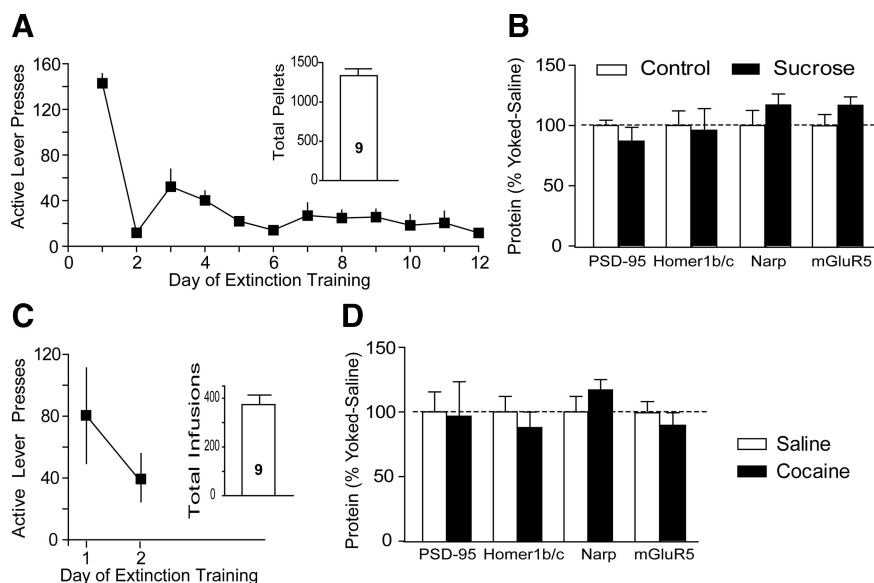 A
Active Lever Presses
160
120
80
40
0
0 2 4 6 8 10 12
Day of Extinction Training
Total Pellets
1500
1000
500
0
9
B
Protein (% Yoked-Saline)
150
100
50
0
Control Sucrose
PSD-95 Homer1b/c Narp mGluR5
C
Active Lever Presses
120
80
40
0
1 2
Day of Extinction Training
Total Infusions
400
200
0
9
D
Protein (% Yoked-Saline)
150
100
50
0
PSD-95 Homer1b/c Narp mGluR5
Saline
Cocaine